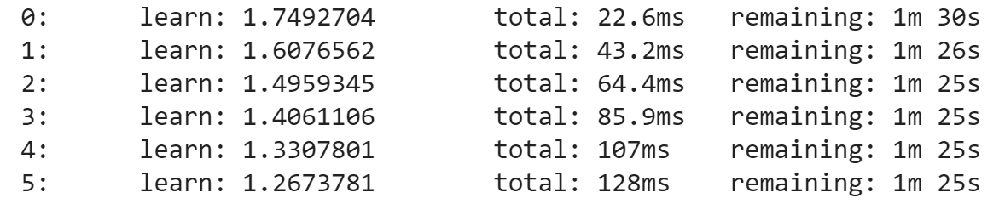 0: learn: 1.7492704 total: 22.6ms remaining: 1m 30s
1: learn: 1.6076562 total: 43.2ms remaining: 1m 26s
2: learn: 1.4959345 total: 64.4ms remaining: 1m 25s
3: learn: 1.4061106 total: 85.9ms remaining: 1m 25s
4: learn: 1.3307801 total: 107ms remaining: 1m 25s
5: learn: 1.2673781 total: 128ms remaining: 1m 25s